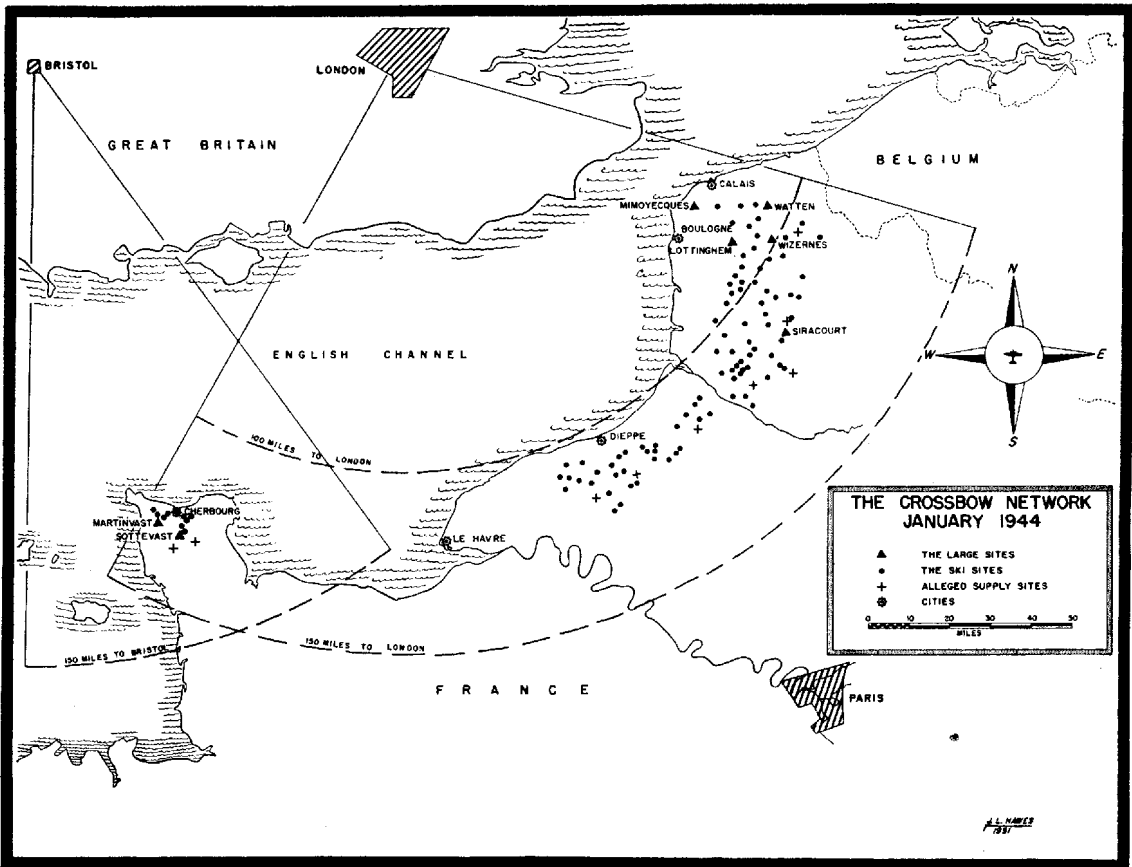 BRISTOL
LONDON
GREAT BRITAIN
BELGIUM
CALAIS
MIMOYECQUES
WATTEN
BOULOGNE
LOTTINGHEM
WIZERNES
SIRACOURT
ENGLISH CHANNEL
N
W
E
S
DIEPPE
100 MILES TO LONDON
CHERBOURG
MARTINVAST
SOTTEVAST
LE HAVRE
THE CROSSBOW NETWORK
JANUARY 1944
THE LARGE SITES
THE SKI SITES
ALLEGED SUPPLY SITES
CITIES
0 10 20 30 40 50
MILES
150 MILES TO BRISTOL
150 MILES TO LONDON
FRANCE
PARIS
J. L. HAWES
1951